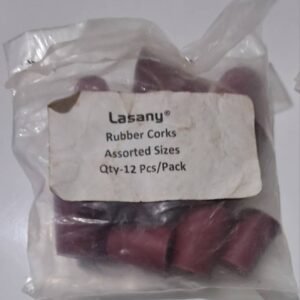 Lasany®
Rubber Corks
Assorted Sizes
Qty-12 Pcs/Pack